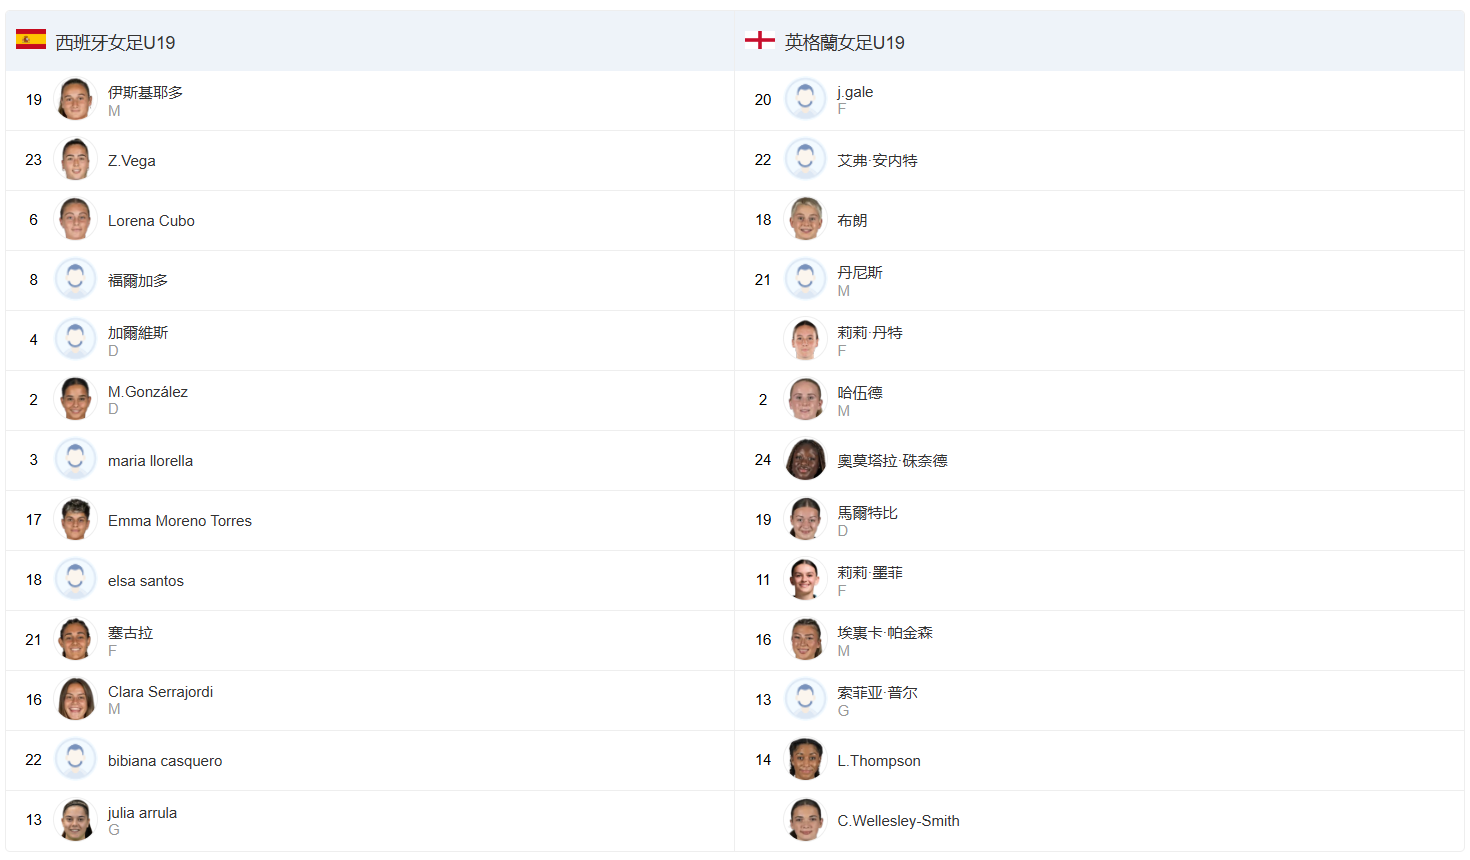 西班牙女足U19
19
伊斯基耶多
M
23
Z.Vega
6
Lorena Cubo
8
福爾加多
4
加爾維斯
D
2
M.González
D
3
maria llorella
17
Emma Moreno Torres
18
elsa santos
21
塞古拉
F
16
Clara Serrajordi
M
22
bibiana casquero
13
julia arrula
G
英格蘭女足U19
20
j.gale
F
22
艾弗·安内特
18
布朗
21
丹尼斯
M
莉莉·丹特
F
2
哈伍德
M
24
奧莫塔拉·硃奈德
19
馬爾特比
D
11
莉莉·墨菲
F
16
埃裏卡·帕金森
M
13
索菲亚·普尔
G
14
L.Thompson
C.Wellesley-Smith